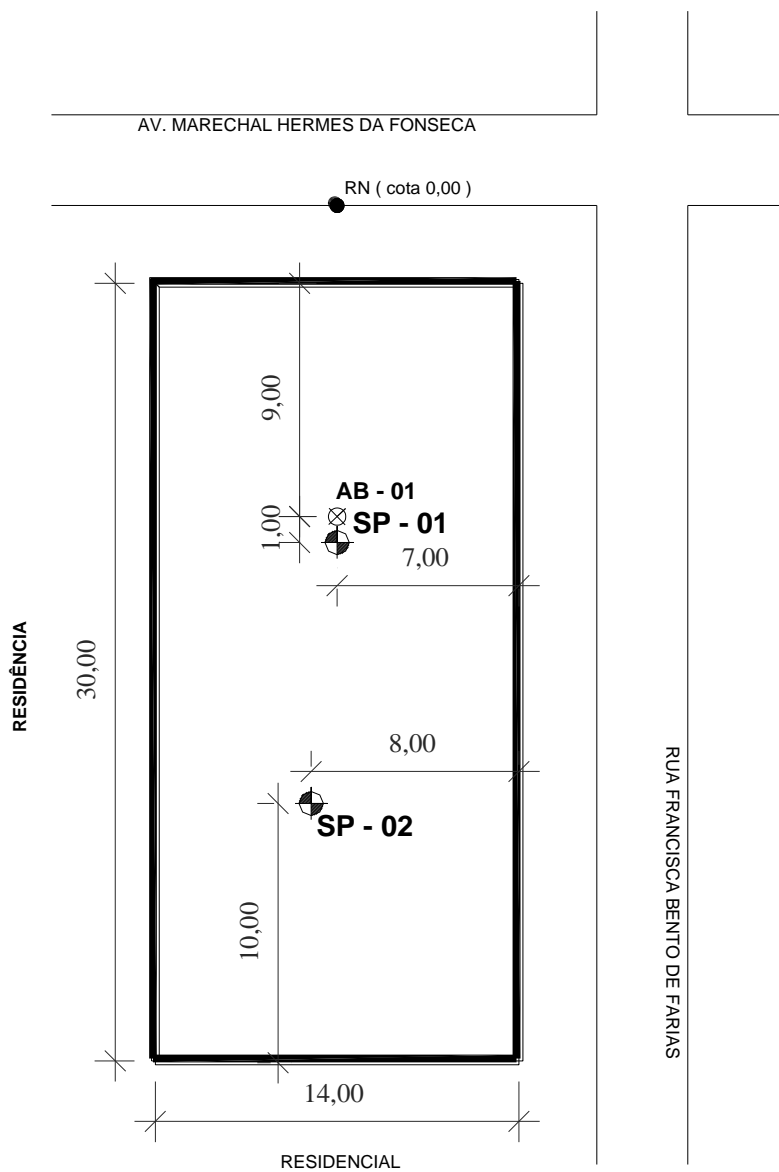 AV. MARECHAL HERMES DA FONSECA
RN ( cota 0,00 )
9,00
AB - 01
1,00
SP - 01
7,00
30,00
RESIDÊNCIA
8,00
SP - 02
10,00
RUA FRANCISCA BENTO DE FARIAS
14,00
RESIDENCIAL